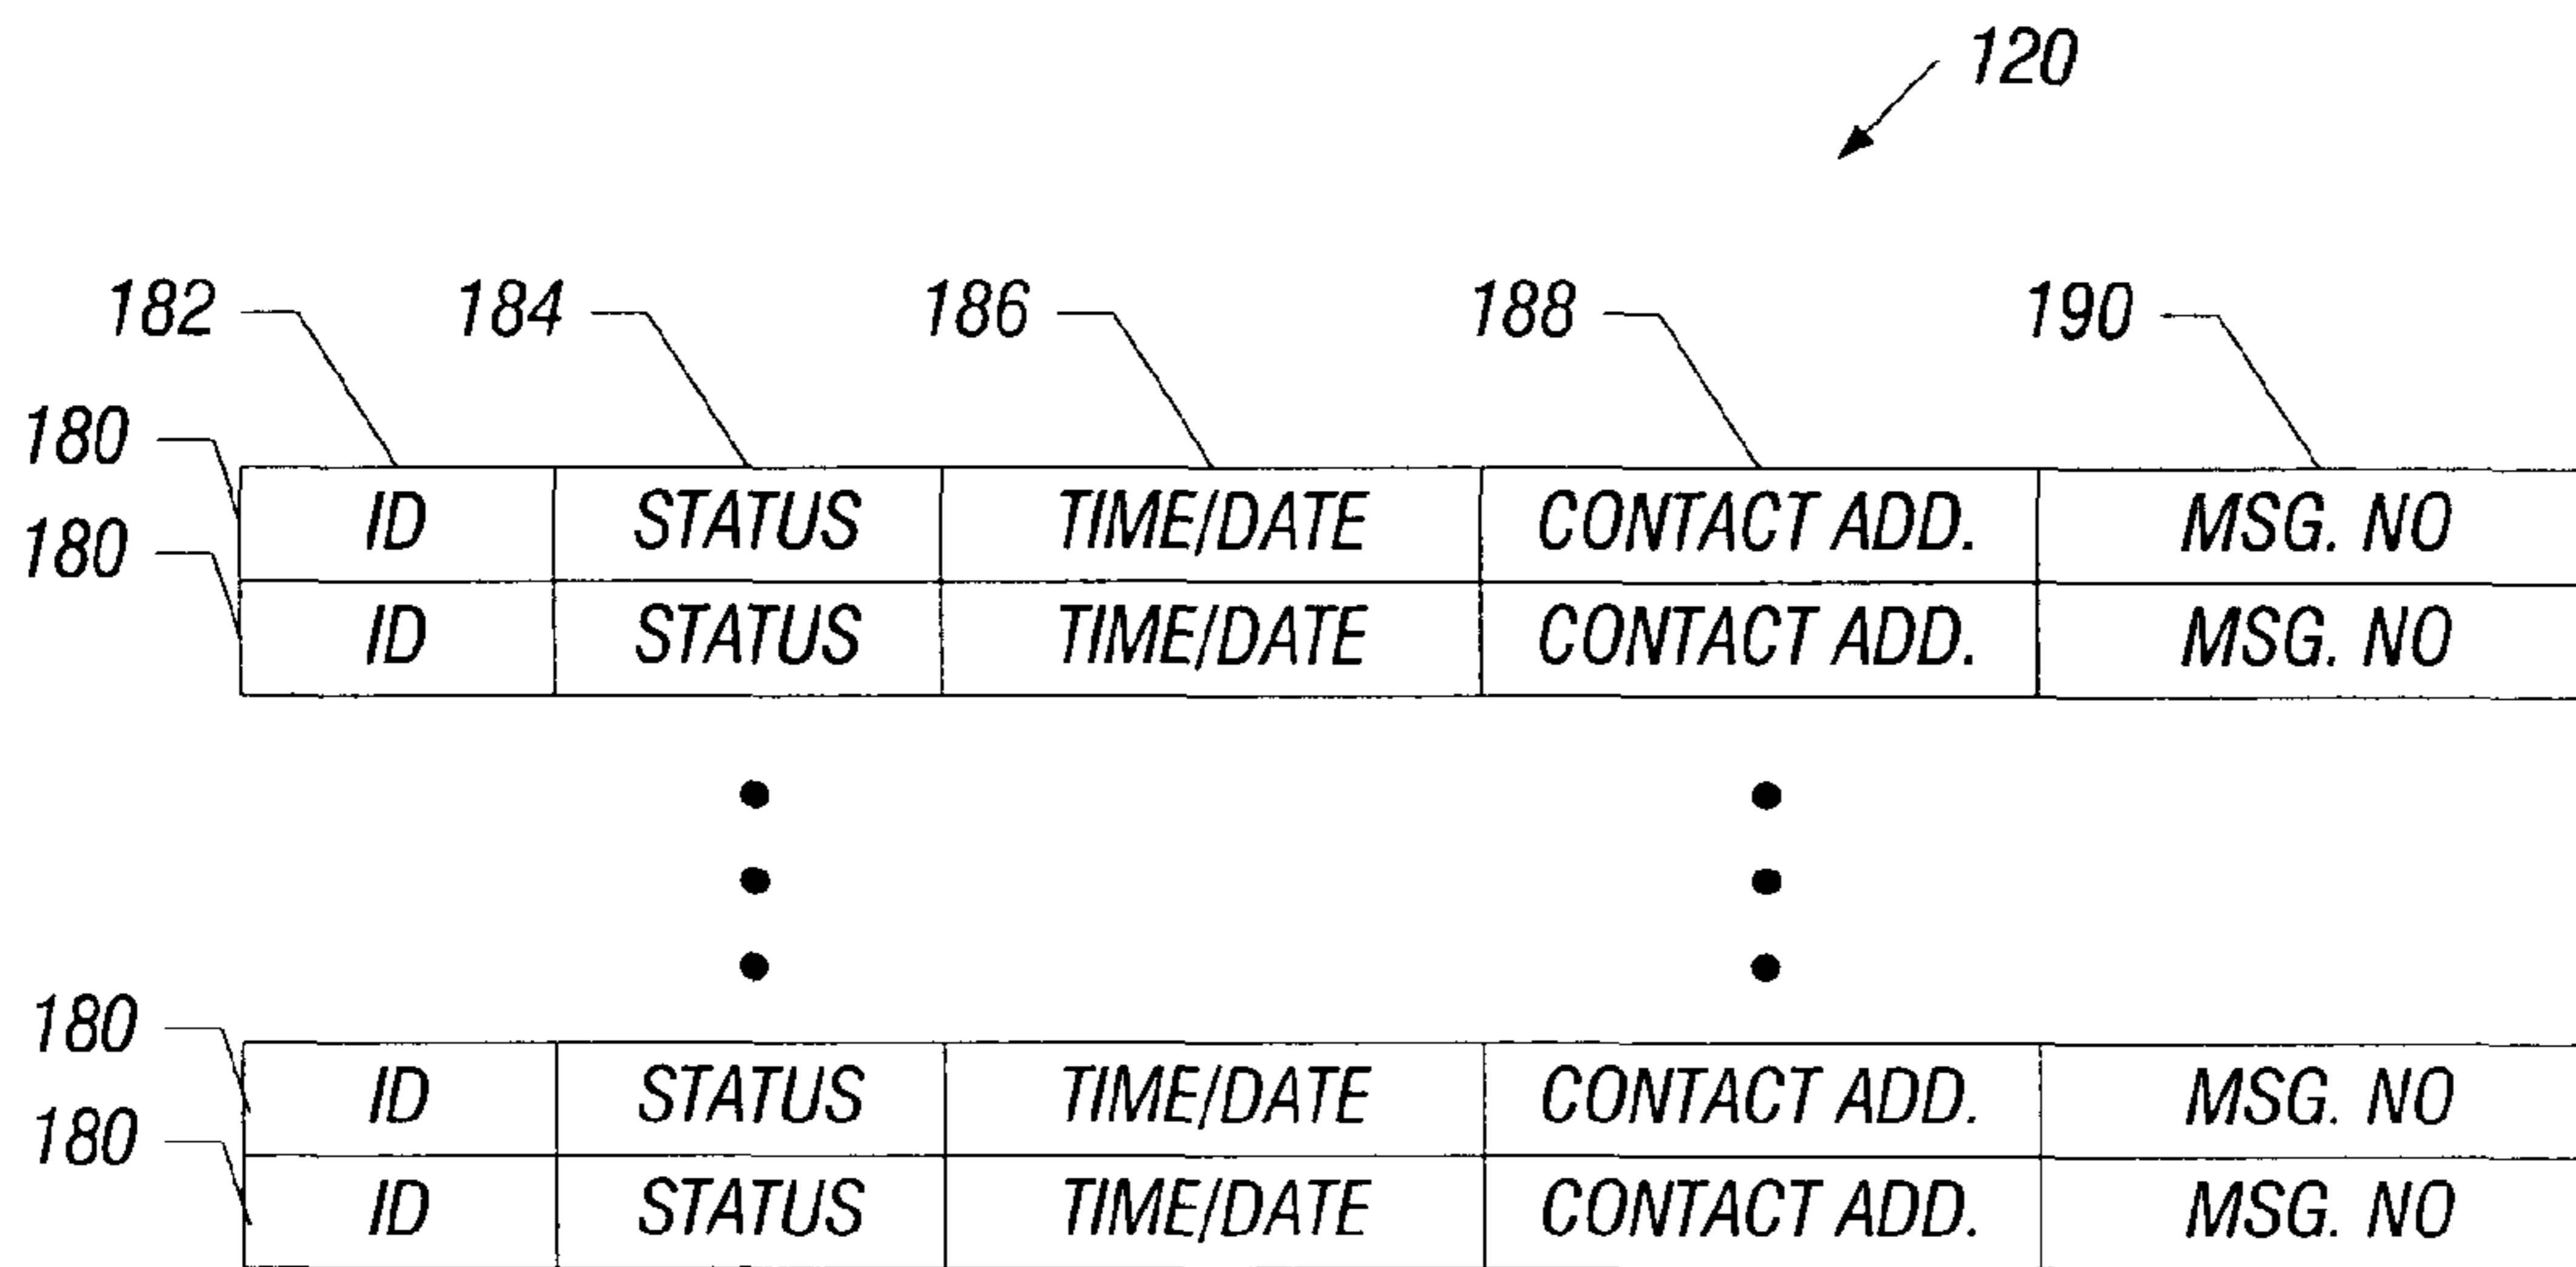 120
182 184 186 188 190
180
ID STATUS TIME/DATE CONTACT ADD. MSG. NO
180
ID STATUS TIME/DATE CONTACT ADD. MSG. NO
180
ID STATUS TIME/DATE CONTACT ADD. MSG. NO
180
ID STATUS TIME/DATE CONTACT ADD. MSG. NO